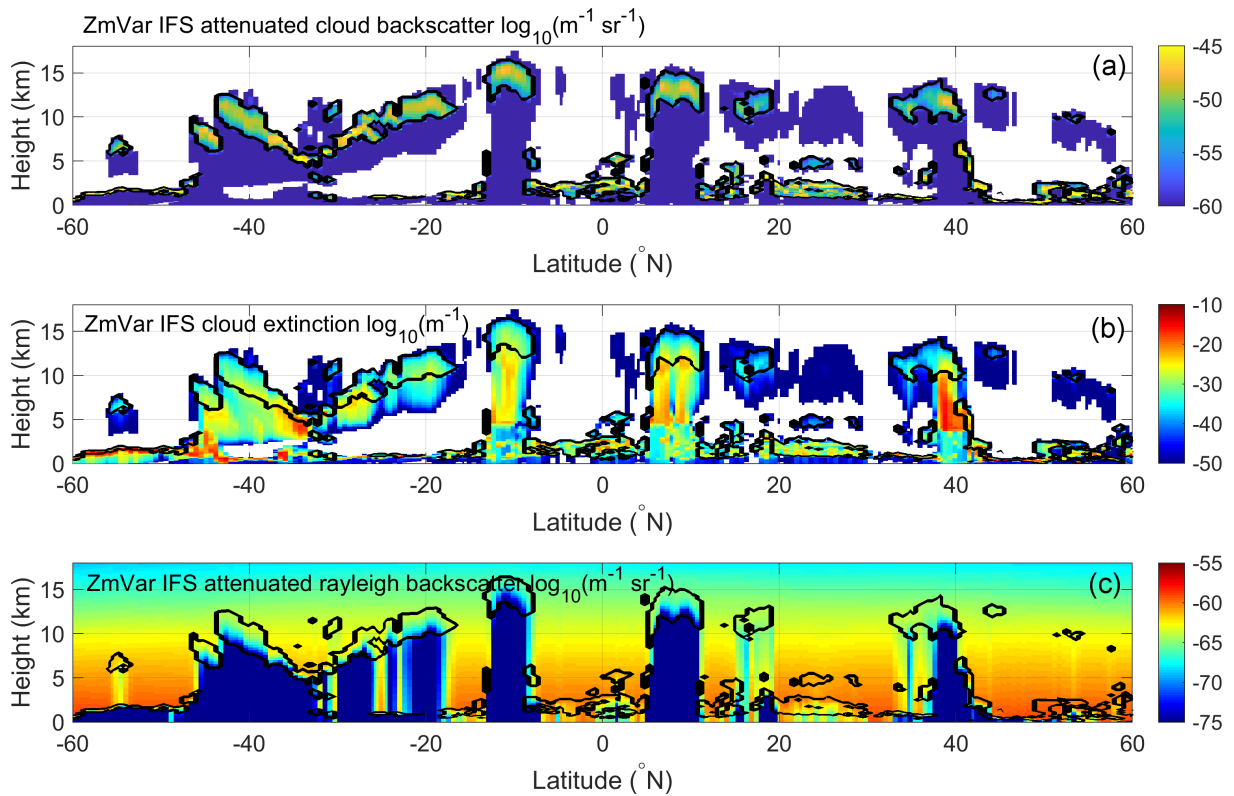 ZmVar IFS attenuated cloud backscatter log10(m-1 sr-1)
(a)
Height (km)
15
10
5
0
-60 -40 -20 0 20 40 60
Latitude (°N)
-45
-50
-55
-60
ZmVar IFS cloud extinction log10(m-1)
(b)
Height (km)
15
10
5
0
-60 -40 -20 0 20 40 60
Latitude (°N)
-10
-20
-30
-40
-50
ZmVar IFS attenuated rayleigh backscatter log10(m-1 sr-1)
(c)
Height (km)
15
10
5
0
-60 -40 -20 0 20 40 60
Latitude (°N)
-55
-60
-65
-70
-75